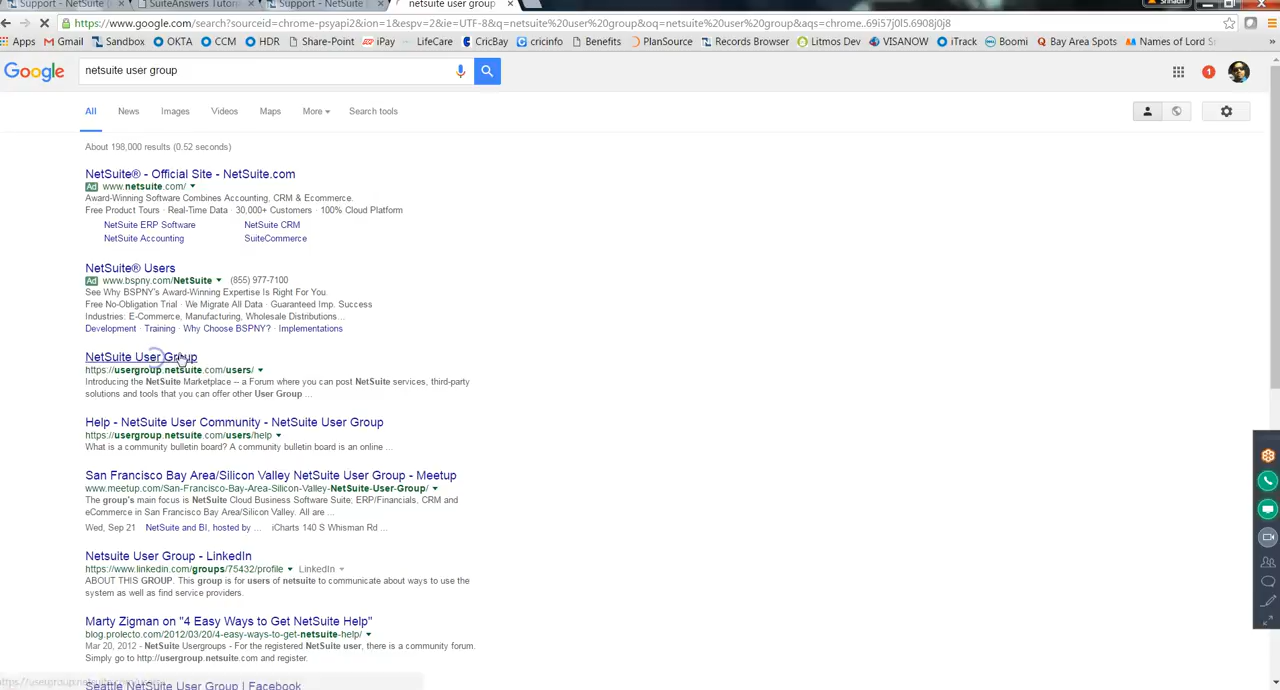 Support - NetSuite
SuiteAnswers Tutori
Support - NetSuite
netsuite user group
https://www.google.com/search?sourceid=chrome-psyapi2&ion=1&espv=2&ie=UTF-8&q=netsuite%20user%20group&oq=netsuite%20user%20group&aqs=chrome..69i57j0l5.6908j0j8
Apps Gmail Sandbox OKTA CCM HDR Share-Point iPay LifeCare CricBay cricinfo Benefits PlanSource Records Browser Litmos Dev VISANOW iTrack Boomi Bay Area Spots Names of Lord »
Google
netsuite user group
1
All News Images Videos Maps More Search tools
About 198,000 results (0.52 seconds)
NetSuite® - Official Site - NetSuite.com
Ad www.netsuite.com/
Award-Winning Software Combines Accounting, CRM & Ecommerce.
Free Product Tours · Real-Time Data · 30,000+ Customers · 100% Cloud Platform
NetSuite ERP Software NetSuite CRM
NetSuite Accounting SuiteCommerce
NetSuite® Users
Ad www.bspny.com/NetSuite (855) 977-7100
See Why BSPNY's Award-Winning Expertise Is Right For You.
Free No-Obligation Trial · We Migrate All Data · Guaranteed Imp. Success
Industries: E-Commerce, Manufacturing, Wholesale Distributions...
Development · Training · Why Choose BSPNY? · Implementations
NetSuite User Group
https://usergroup.netsuite.com/users/
Introducing the NetSuite Marketplace -- a Forum where you can post NetSuite services, third-party
solutions and tools that you can offer other User Group ...
Help - NetSuite User Community - NetSuite User Group
https://usergroup.netsuite.com/users/help
What is a community bulletin board? A community bulletin board is an online ...
San Francisco Bay Area/Silicon Valley NetSuite User Group - Meetup
www.meetup.com/San-Francisco-Bay-Area-Silicon-Valley-NetSuite-User-Group/
The group's main focus is NetSuite Cloud Business Software Suite; ERP/Financials, CRM and
eCommerce in San Francisco Bay Area/Silicon Valley. All are ...
Wed, Sep 21 NetSuite and BI, hosted by ... iCharts 140 S Whisman Rd ...
Netsuite User Group - LinkedIn
https://www.linkedin.com/groups/75432/profile LinkedIn
ABOUT THIS GROUP. This group is for users of netsuite to communicate about ways to use the
system as well as find service providers.
Marty Zigman on "4 Easy Ways to Get NetSuite Help"
blog.prolecto.com/2012/03/20/4-easy-ways-to-get-netsuite-help/
Mar 20, 2012 - NetSuite Usergroups - For the registered NetSuite user, there is a community forum.
Simply go to http://usergroup.netsuite.com and register.
Seattle NetSuite User Group | Facebook